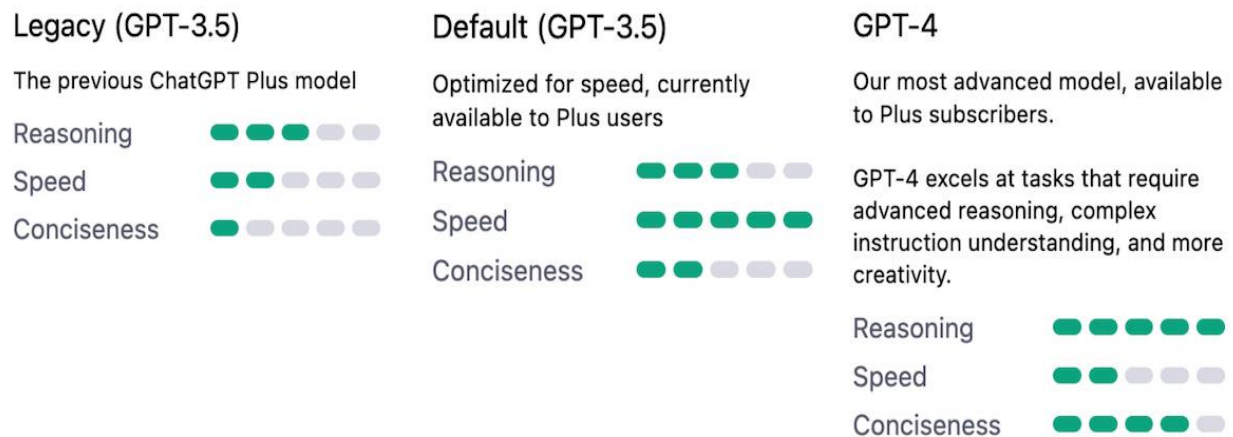 Legacy (GPT-3.5)
The previous ChatGPT Plus model
Reasoning
Speed
Conciseness
Default (GPT-3.5)
Optimized for speed, currently
available to Plus users
Reasoning
Speed
Conciseness
GPT-4
Our most advanced model, available
to Plus subscribers.
GPT-4 excels at tasks that require
advanced reasoning, complex
instruction understanding, and more
creativity.
Reasoning
Speed
Conciseness